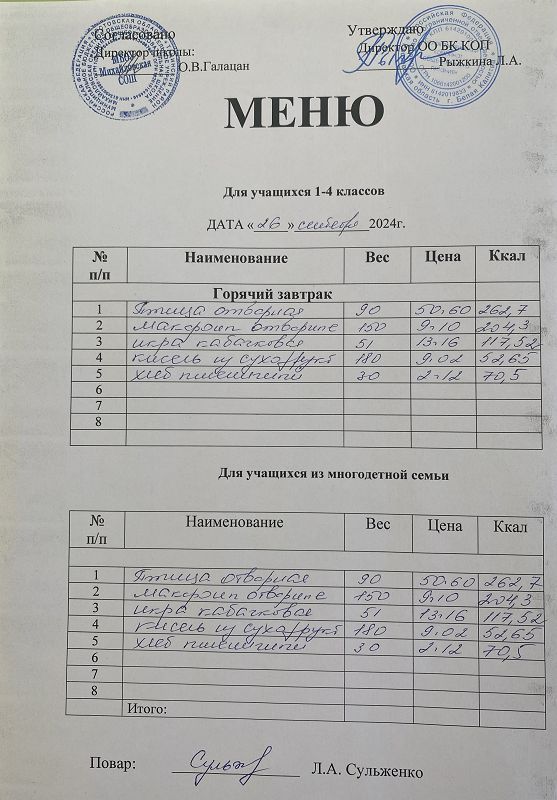 Согласовано
Утверждаю
Директор школы:
Директор ОО БК КОП
О.В.Галацан
Рыжкина Л.А.
МЕНЮ
Для учащихся 1-4 классов
ДАТА « 26 » сентября 2024г.
№ п/п Наименование Вес Цена Ккал
Горячий завтрак
1 Птица отварная 90 50-60 262,7
2 макароны отварные 150 9-10 204,3
3 икра кабачковая 51 13-16 117,52
4 кисель из сухофрукт 180 9-02 52,65
5 хлеб пшеничный 30 2-12 70,5
6
7
8
Для учащихся из многодетной семьи
№ п/п Наименование Вес Цена Ккал
1 Птица отварная 90 50-60 262,7
2 макароны отварные 150 9-10 204,3
3 икра кабачковая 51 13-16 117,52
4 кисель из сухофрукт 180 9-02 52,65
5 хлеб пшеничный 30 2-12 70,5
6
7
8
Итого:
Повар: Л.А. Сульженко